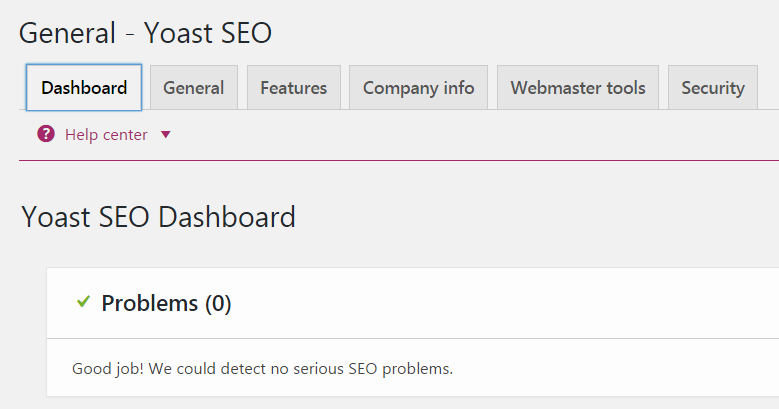 General - Yoast SEO
Dashboard General Features Company info Webmaster tools Security
? Help center
Yoast SEO Dashboard
Problems (0)
Good job! We could detect no serious SEO problems.